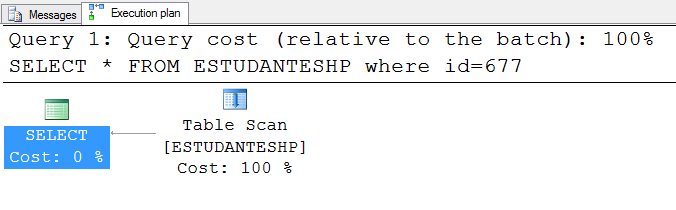 Messages Execution plan
Query 1: Query cost (relative to the batch): 100%
SELECT * FROM ESTUDANTESHP where id=677
SELECT
Cost: 0 %
Table Scan
[ESTUDANTESHP]
Cost: 100 %